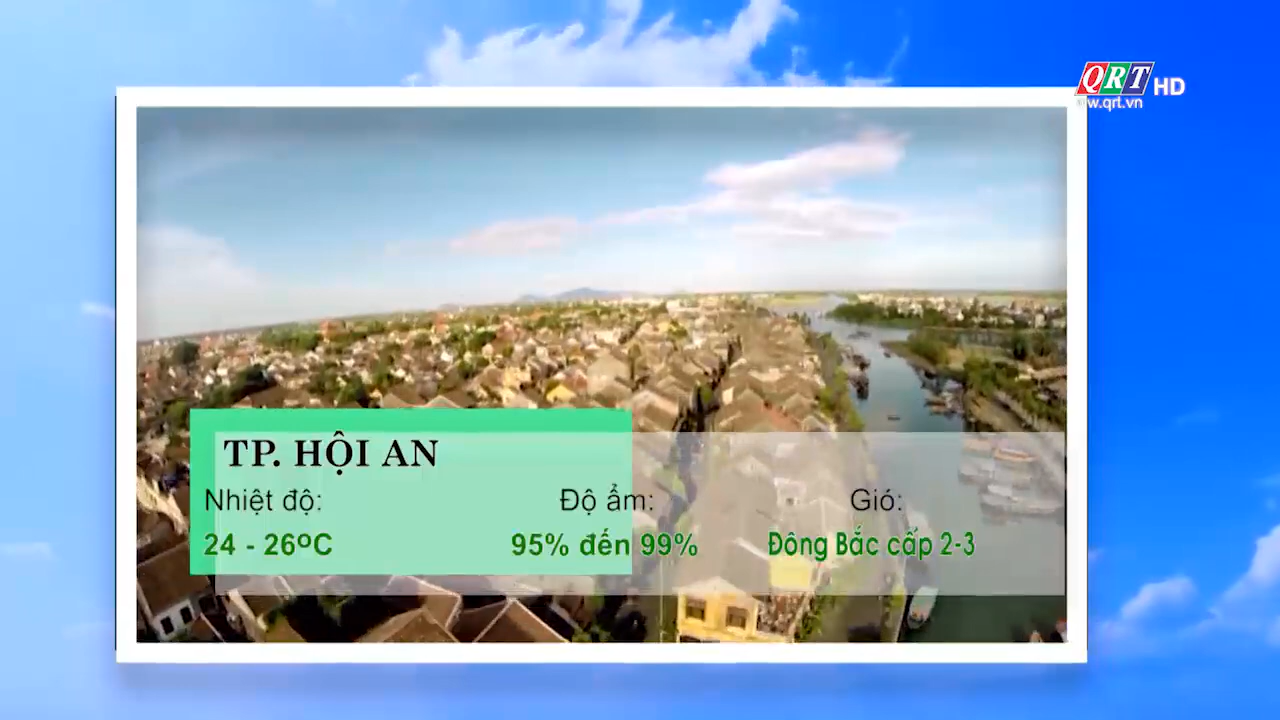 QRT HD
w.qrt.vn
TP. HỘI AN
Nhiệt độ: Độ ẩm: Gió:
24 - 26ºC 95% đến 99% Đông Bắc cấp 2-3